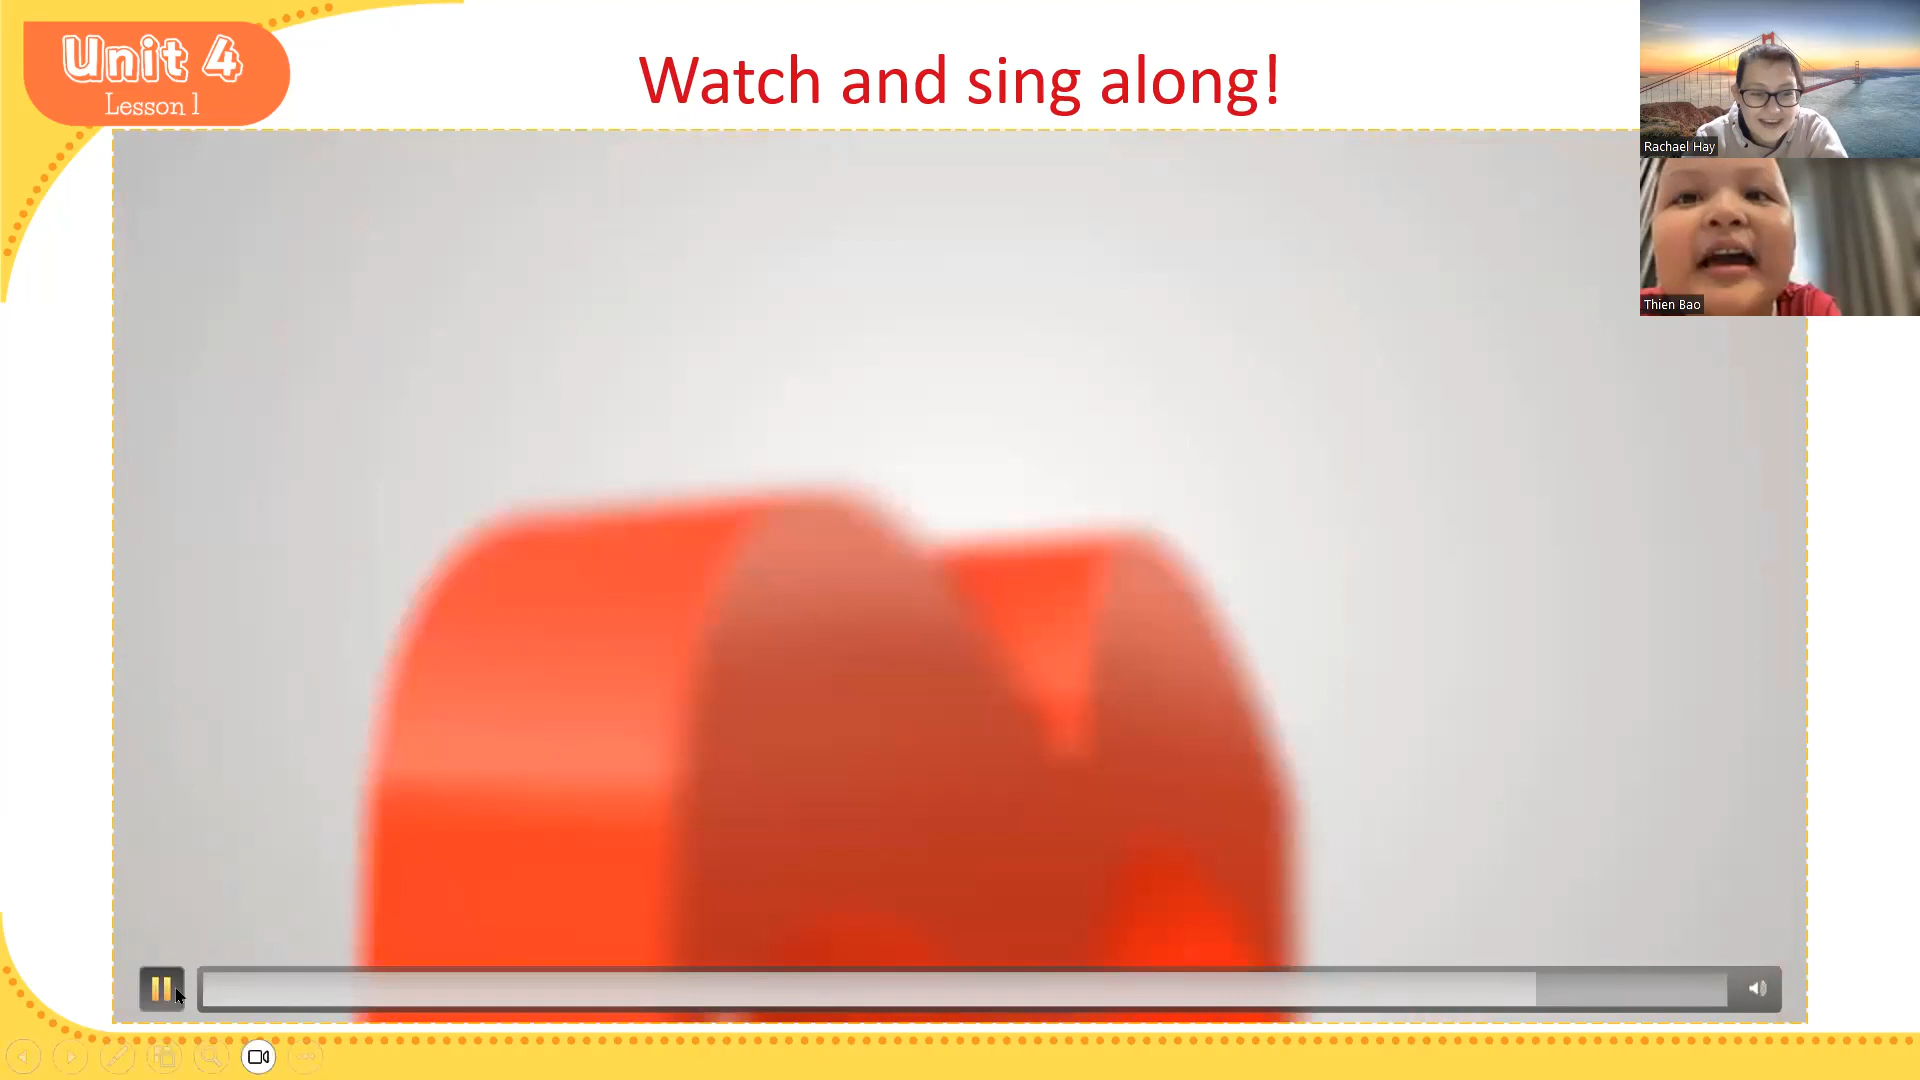 Unit 4
Lesson 1
Watch and sing along!
Rachael Hay
Thien Bao